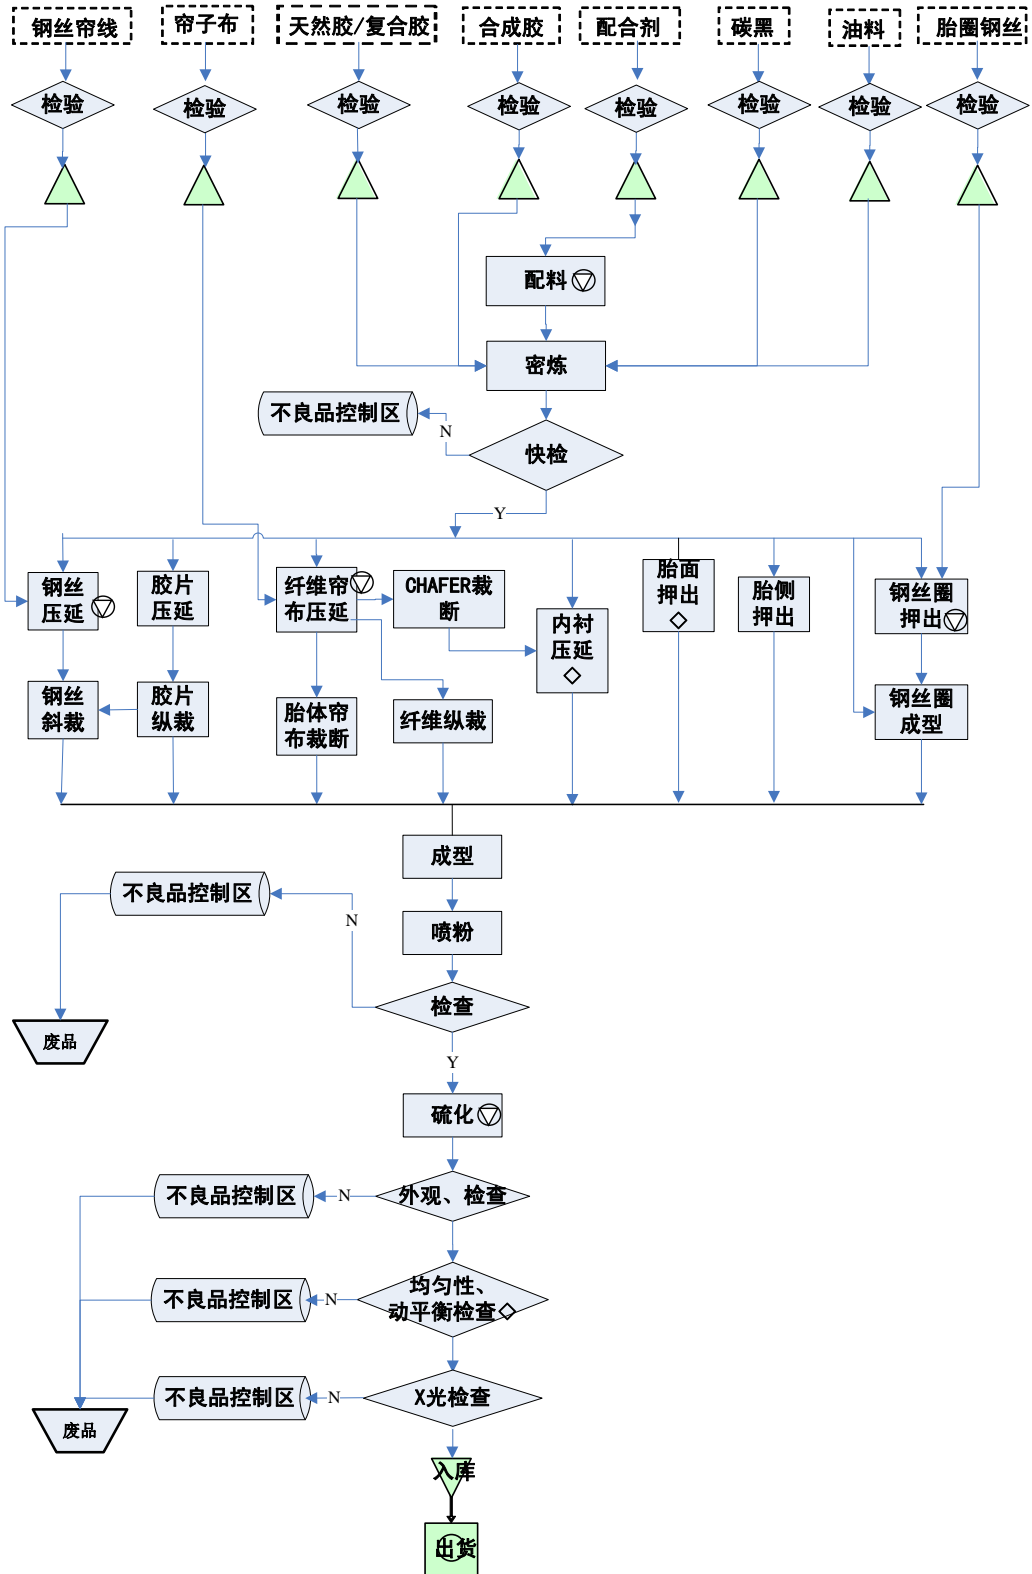 钢丝帘线
帘子布
天然胶/复合胶
合成胶
配合剂
碳黑
油料
胎圈钢丝
检验
检验
检验
检验
检验
检验
检验
检验
配料
密炼
不良品控制区
N
快检
Y
钢丝
压延
胶片
压延
纤维帘
布压延
CHAFER裁
断
内衬
压延
胎面
押出
胎侧
押出
钢丝圈
押出
钢丝
斜裁
胶片
纵裁
胎体帘
布裁断
纤维纵裁
钢丝圈
成型
成型
不良品控制区
N
喷粉
检查
废品
Y
硫化
不良品控制区
N
外观、检查
不良品控制区
N
均匀性、
动平衡检查
不良品控制区
N
X光检查
废品
入库
出货